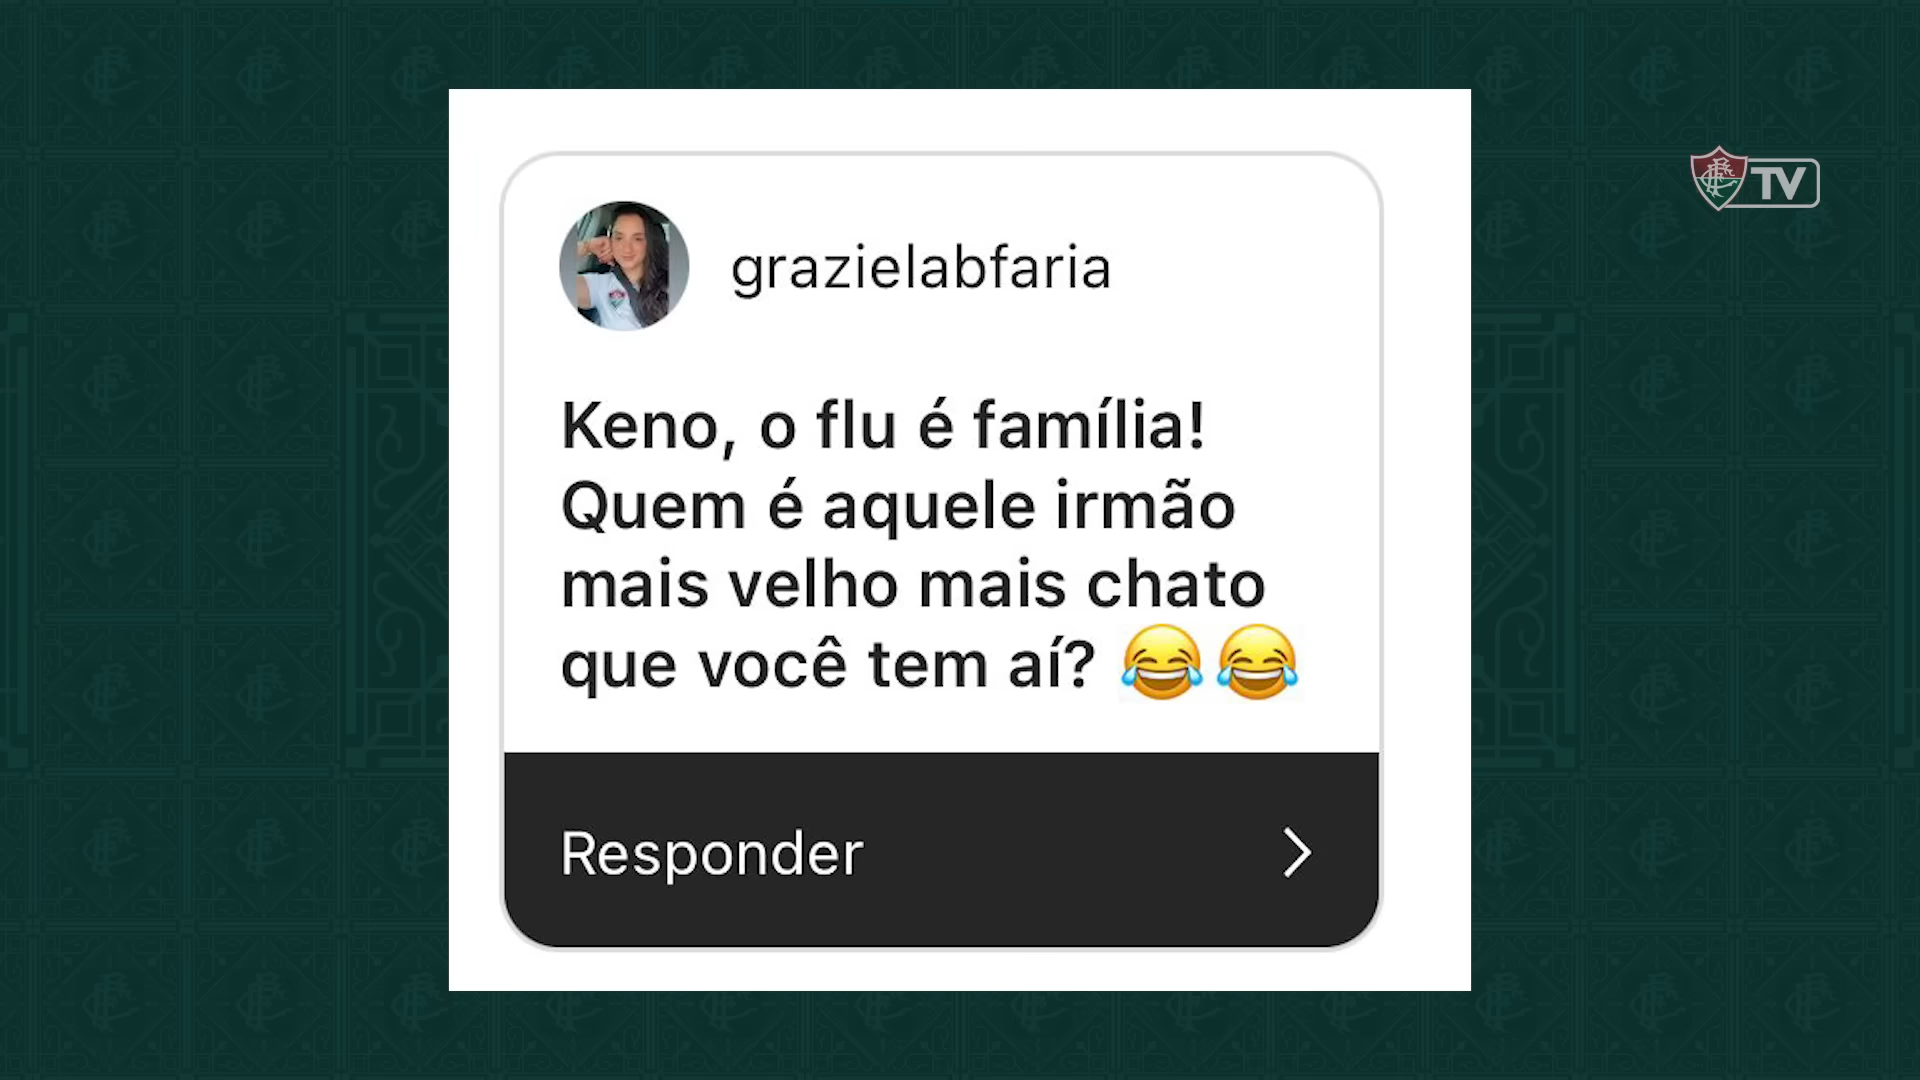 TV
grazielabfaria
Keno, o flu é família!
Quem é aquele irmão
mais velho mais chato
que você tem aí? 😂😂
Responder